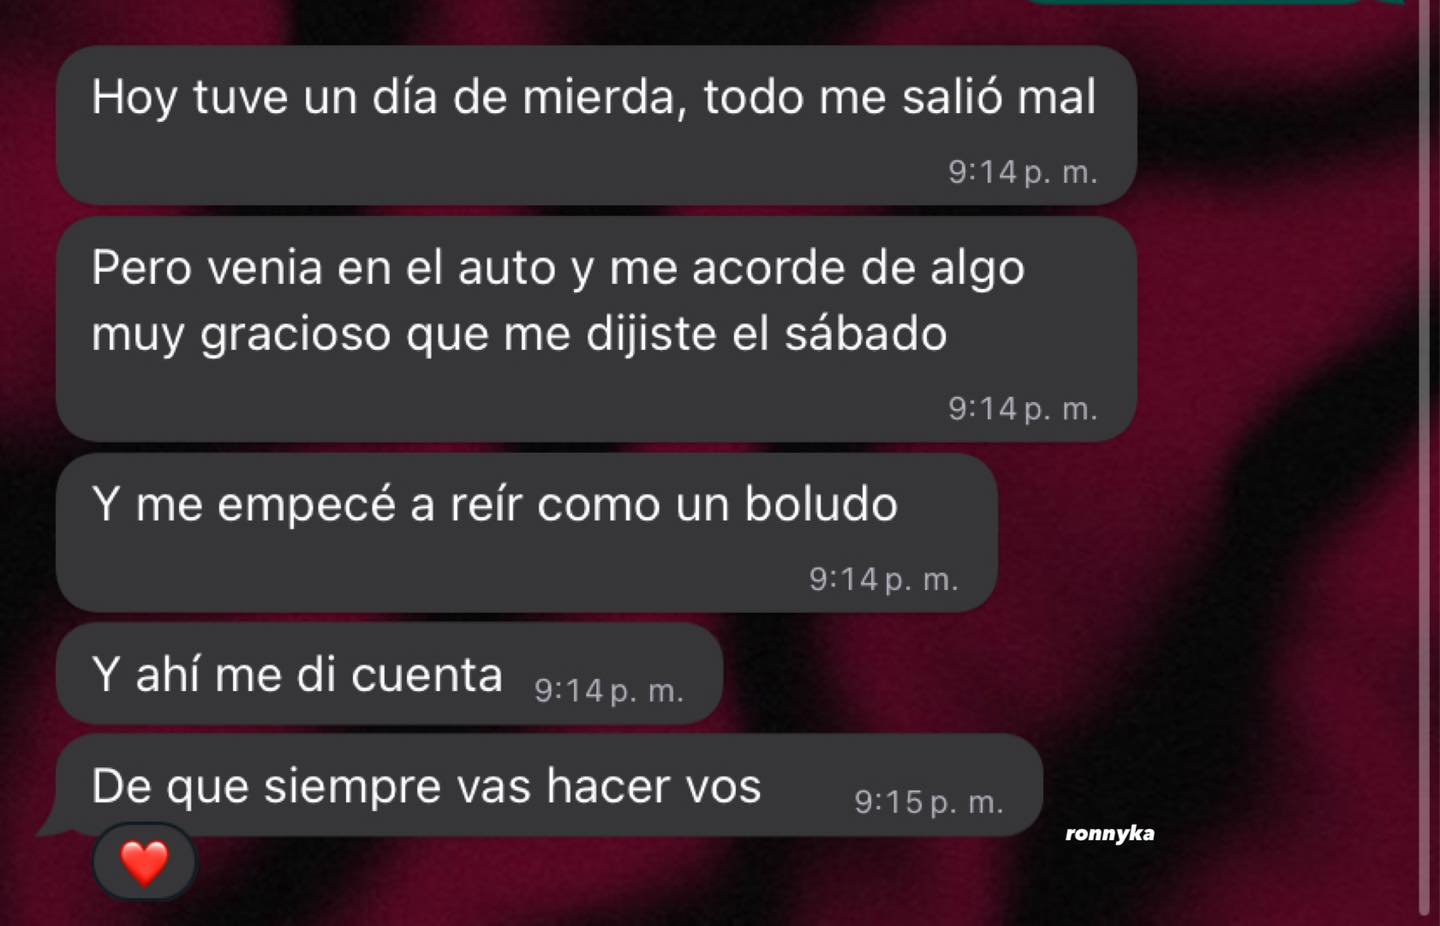 Hoy tuve un día de mierda, todo me salió mal
9:14 p. m.
Pero venia en el auto y me acorde de algo
muy gracioso que me dijiste el sábado
9:14 p. m.
Y me empecé a reír como un boludo
9:14 p. m.
Y ahí me di cuenta 9:14 p. m.
De que siempre vas hacer vos 9:15 p. m.
ronnyka
❤️